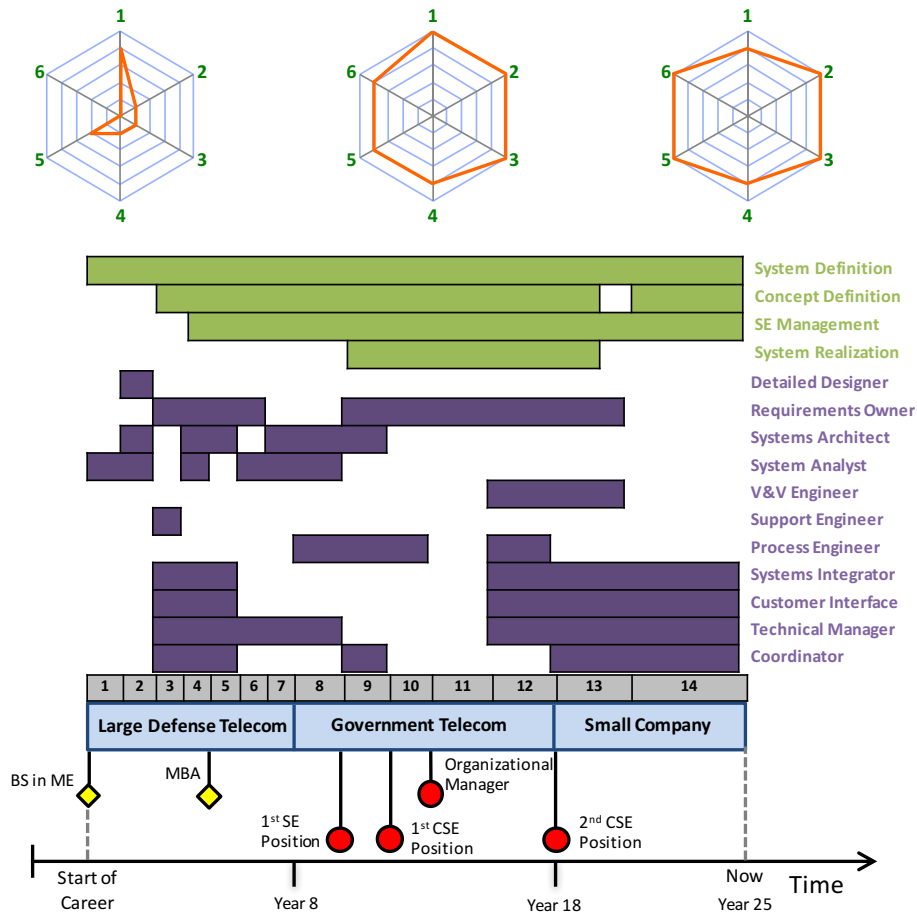 1 1 1
6 2 6 2 6 2
5 3 5 3 5 3
4 4 4
System Definition
Concept Definition
SE Management
System Realization
Detailed Designer
Requirements Owner
Systems Architect
System Analyst
V&V Engineer
Support Engineer
Process Engineer
Systems Integrator
Customer Interface
Technical Manager
Coordinator
1 2 3 4 5 6 7 8 9 10 11 12 13 14
Large Defense Telecom Government Telecom Small Company
BS in ME
MBA
Organizational
Manager
1st SE
Position
1st CSE
Position
2nd CSE
Position
Start of
Career
Year 8
Year 18
Now
Year 25
Time